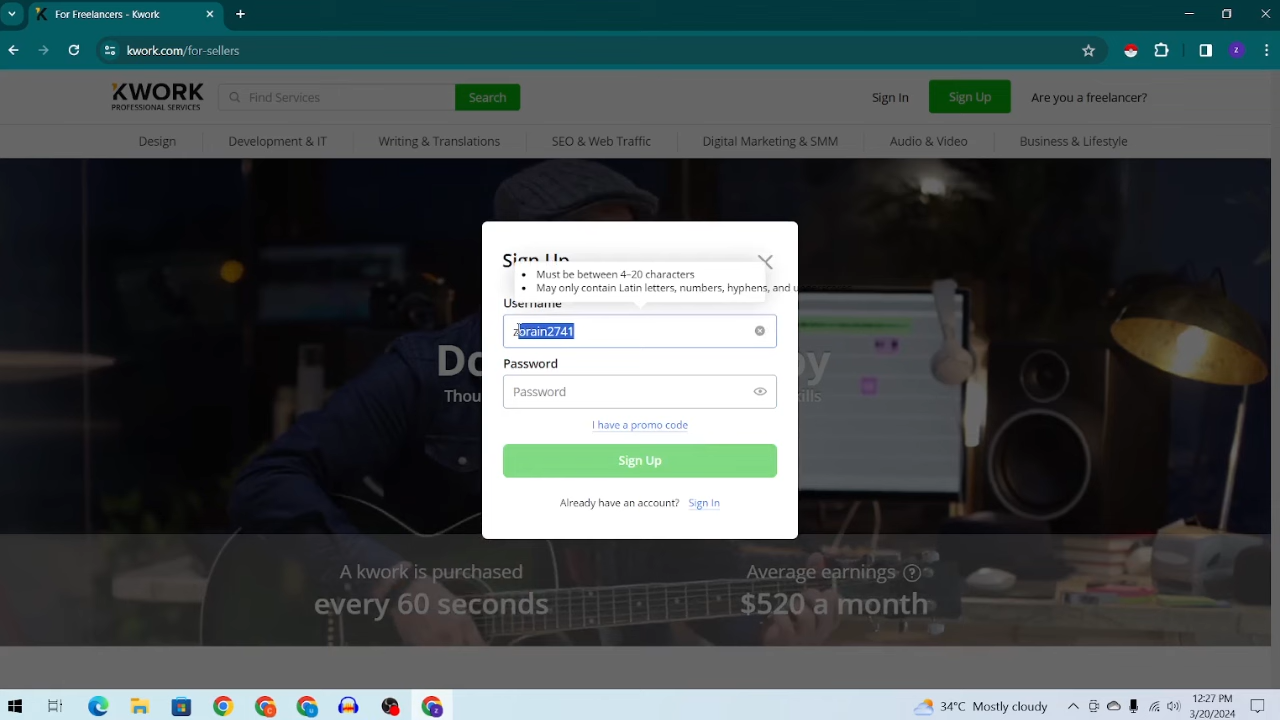 For Freelancers - Kwork
kwork.com/for-sellers
KWORK
PROFESSIONAL SERVICES
Find Services
Search
Sign In
Sign Up
Are you a freelancer?
Design
Development & IT
Writing & Translations
SEO & Web Traffic
Digital Marketing & SMM
Audio & Video
Business & Lifestyle
Sign Up
Must be between 4–20 characters
May only contain Latin letters, numbers, hyphens, and
Username
zbrain2741
Password
Password
I have a promo code
Sign Up
Already have an account? Sign In
A kwork is purchased
every 60 seconds
Average earnings ?
$520 a month
34°C Mostly cloudy
12:27 PM
3/20/2024